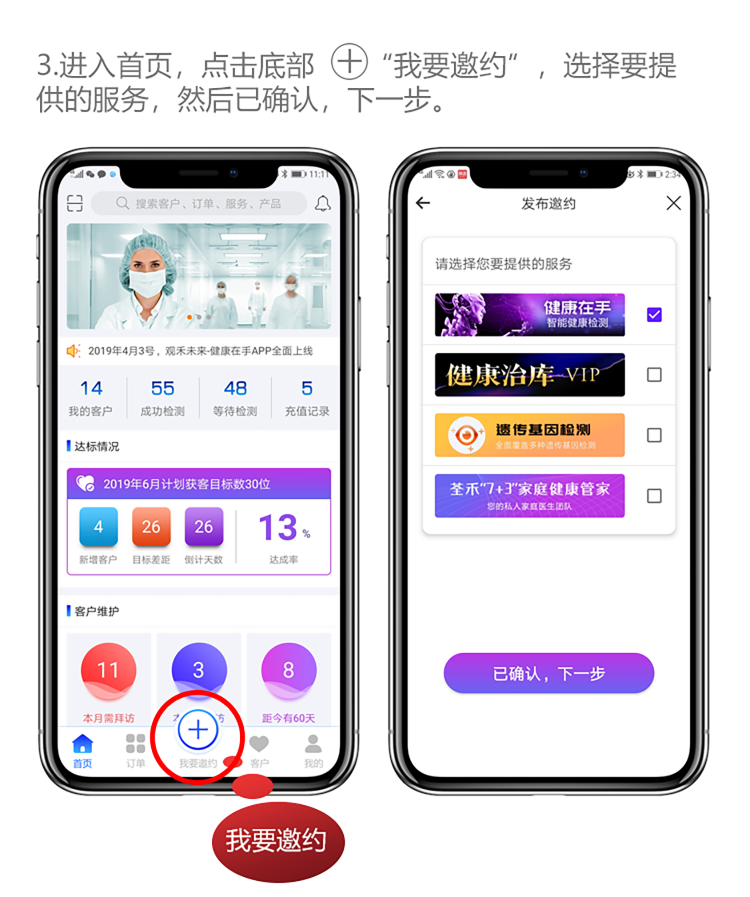 3.进入首页，点击底部 ⊕ “我要邀约”，选择要提
供的服务，然后已确认，下一步。
11:11
搜索客户、订单、服务、产品
2019年4月3号，观禾未来-健康在手APP全面上线
14 55 48 5
我的客户 成功检测 等待检测 充值记录
达标情况
2019年6月计划获客目标数30位
4 26 26 13%
新增客户 目标差距 倒计天数 达成率
客户维护
11 3 8
本月需拜访 访 距今有60天
首页 订单 我要邀约 客户 我的
我要邀约
2:34
发布邀约
请选择您要提供的服务
健康在手
智能健康检测
健康治库-VIP
遗传基因检测
全面覆盖多种遗传基因检测
荃禾“7+3”家庭健康管家
您的私人家庭医生团队
已确认，下一步